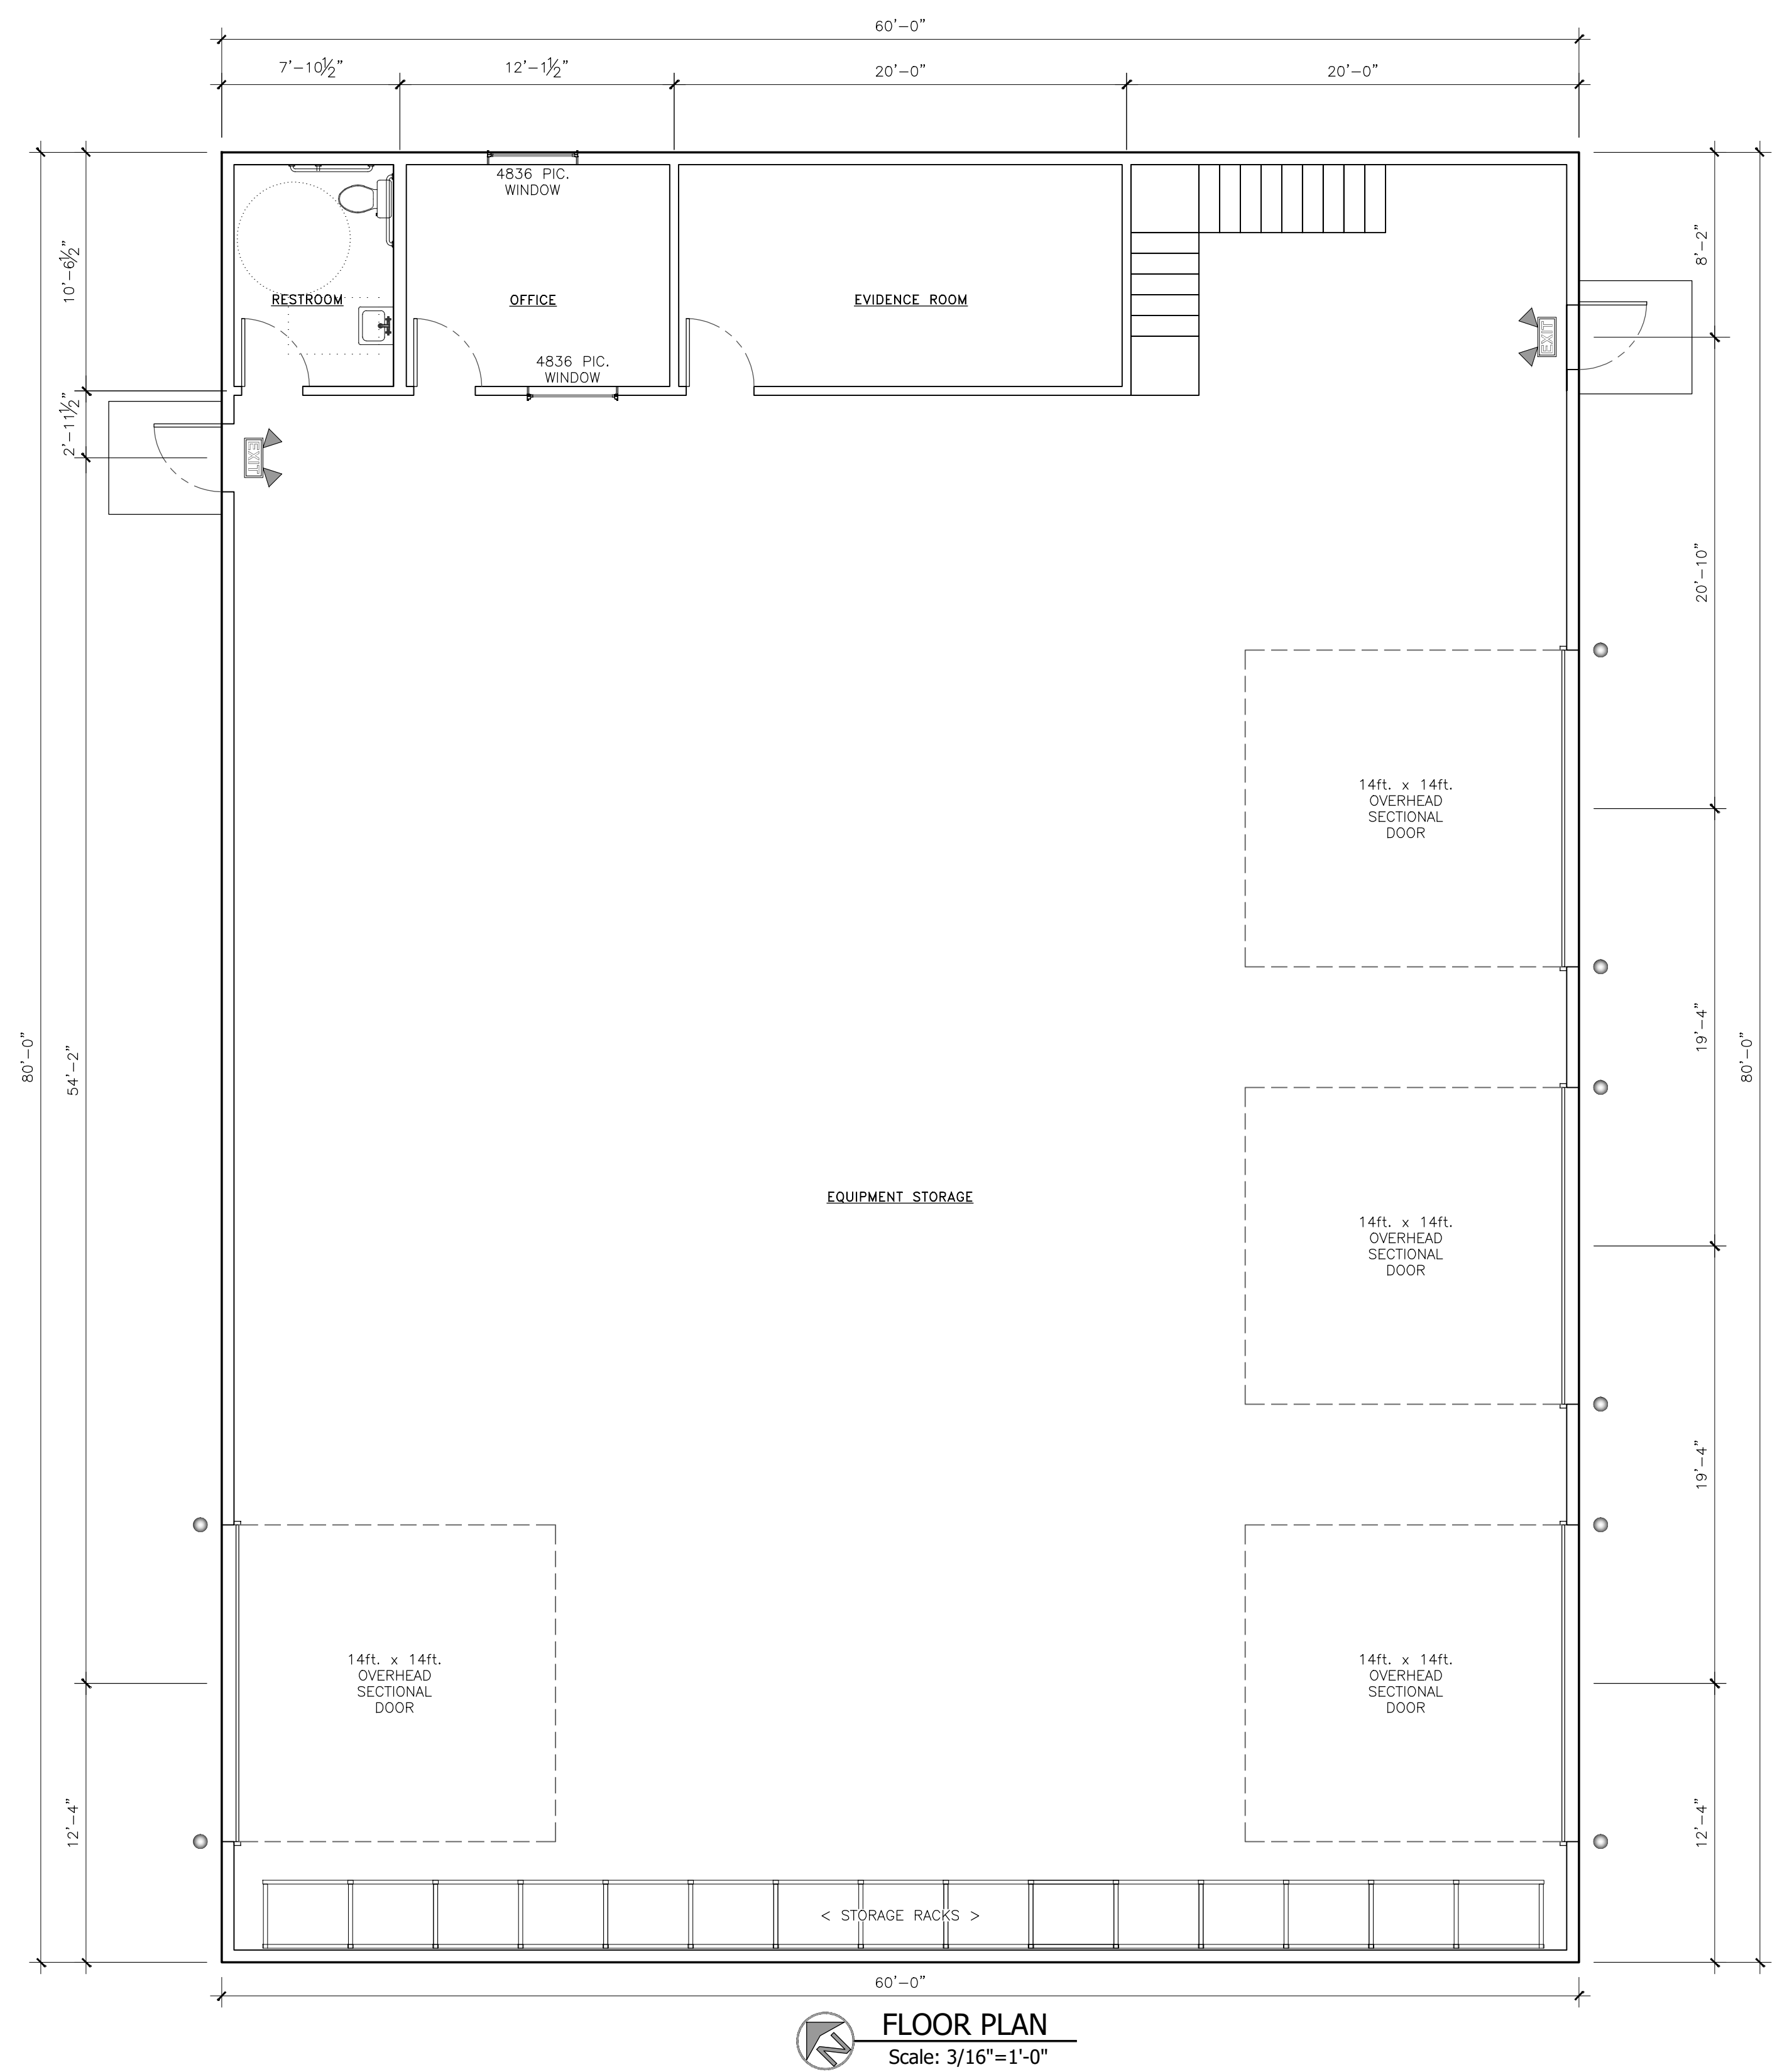 60'-0"
7'-10½"
12'-1½"
20'-0"
20'-0"
4836 PIC.
WINDOW
10'-6½"
8'-2"
RESTROOM
OFFICE
EVIDENCE ROOM
EXIT
4836 PIC.
WINDOW
2'-11½"
EXIT
20'-10"
14ft. x 14ft.
OVERHEAD
SECTIONAL
DOOR
19'-4"
80'-0"
54'-2"
80'-0"
EQUIPMENT STORAGE
14ft. x 14ft.
OVERHEAD
SECTIONAL
DOOR
19'-4"
14ft. x 14ft.
OVERHEAD
SECTIONAL
DOOR
14ft. x 14ft.
OVERHEAD
SECTIONAL
DOOR
12'-4"
12'-4"
< STORAGE RACKS >
60'-0"
N
FLOOR PLAN
Scale: 3/16"=1'-0"